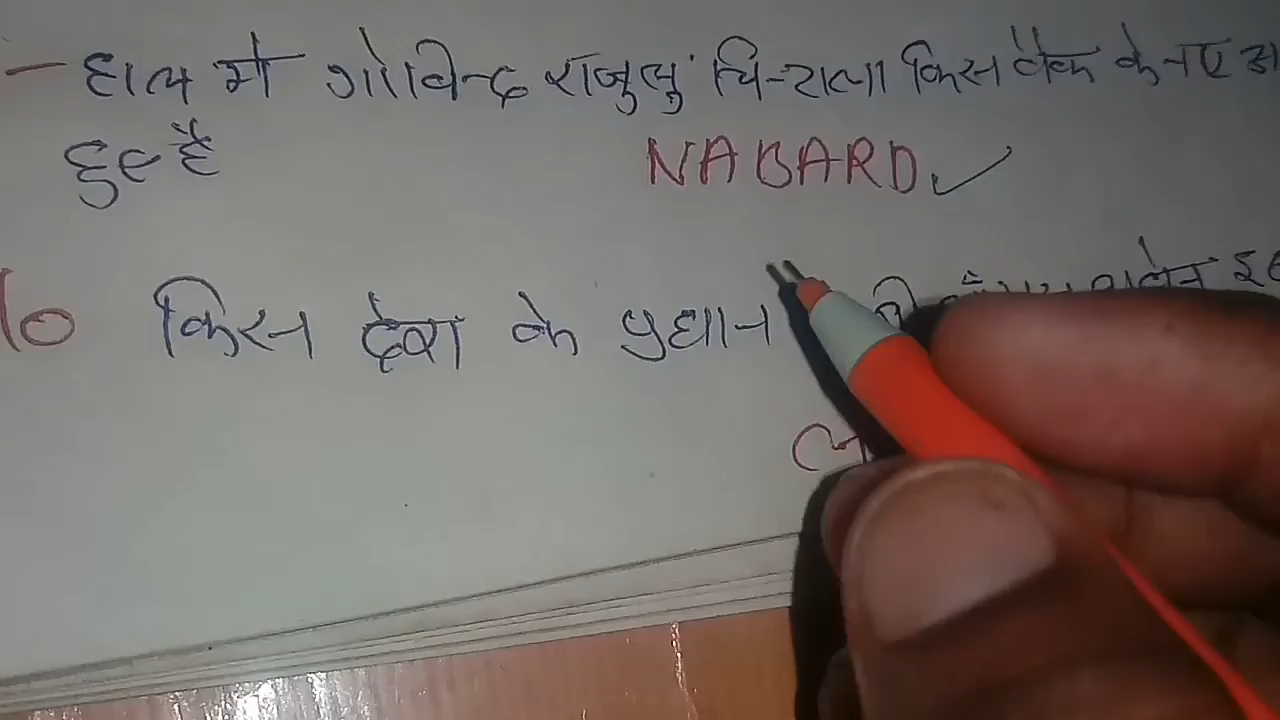 - हाल मे गोविन्द राजुलु चिन्ताला किस बैंक के नए अ
हुए है
NABARD
10 किस देश के प्रधान